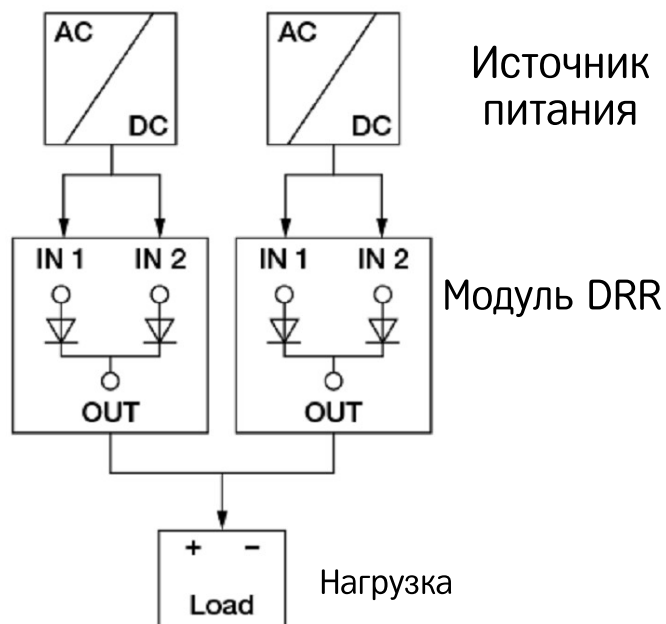 AC
DC
AC
DC
Источник
питания
IN 1 IN 2
IN 1 IN 2
Модуль DRR
OUT
OUT
+ −
Load
Нагрузка